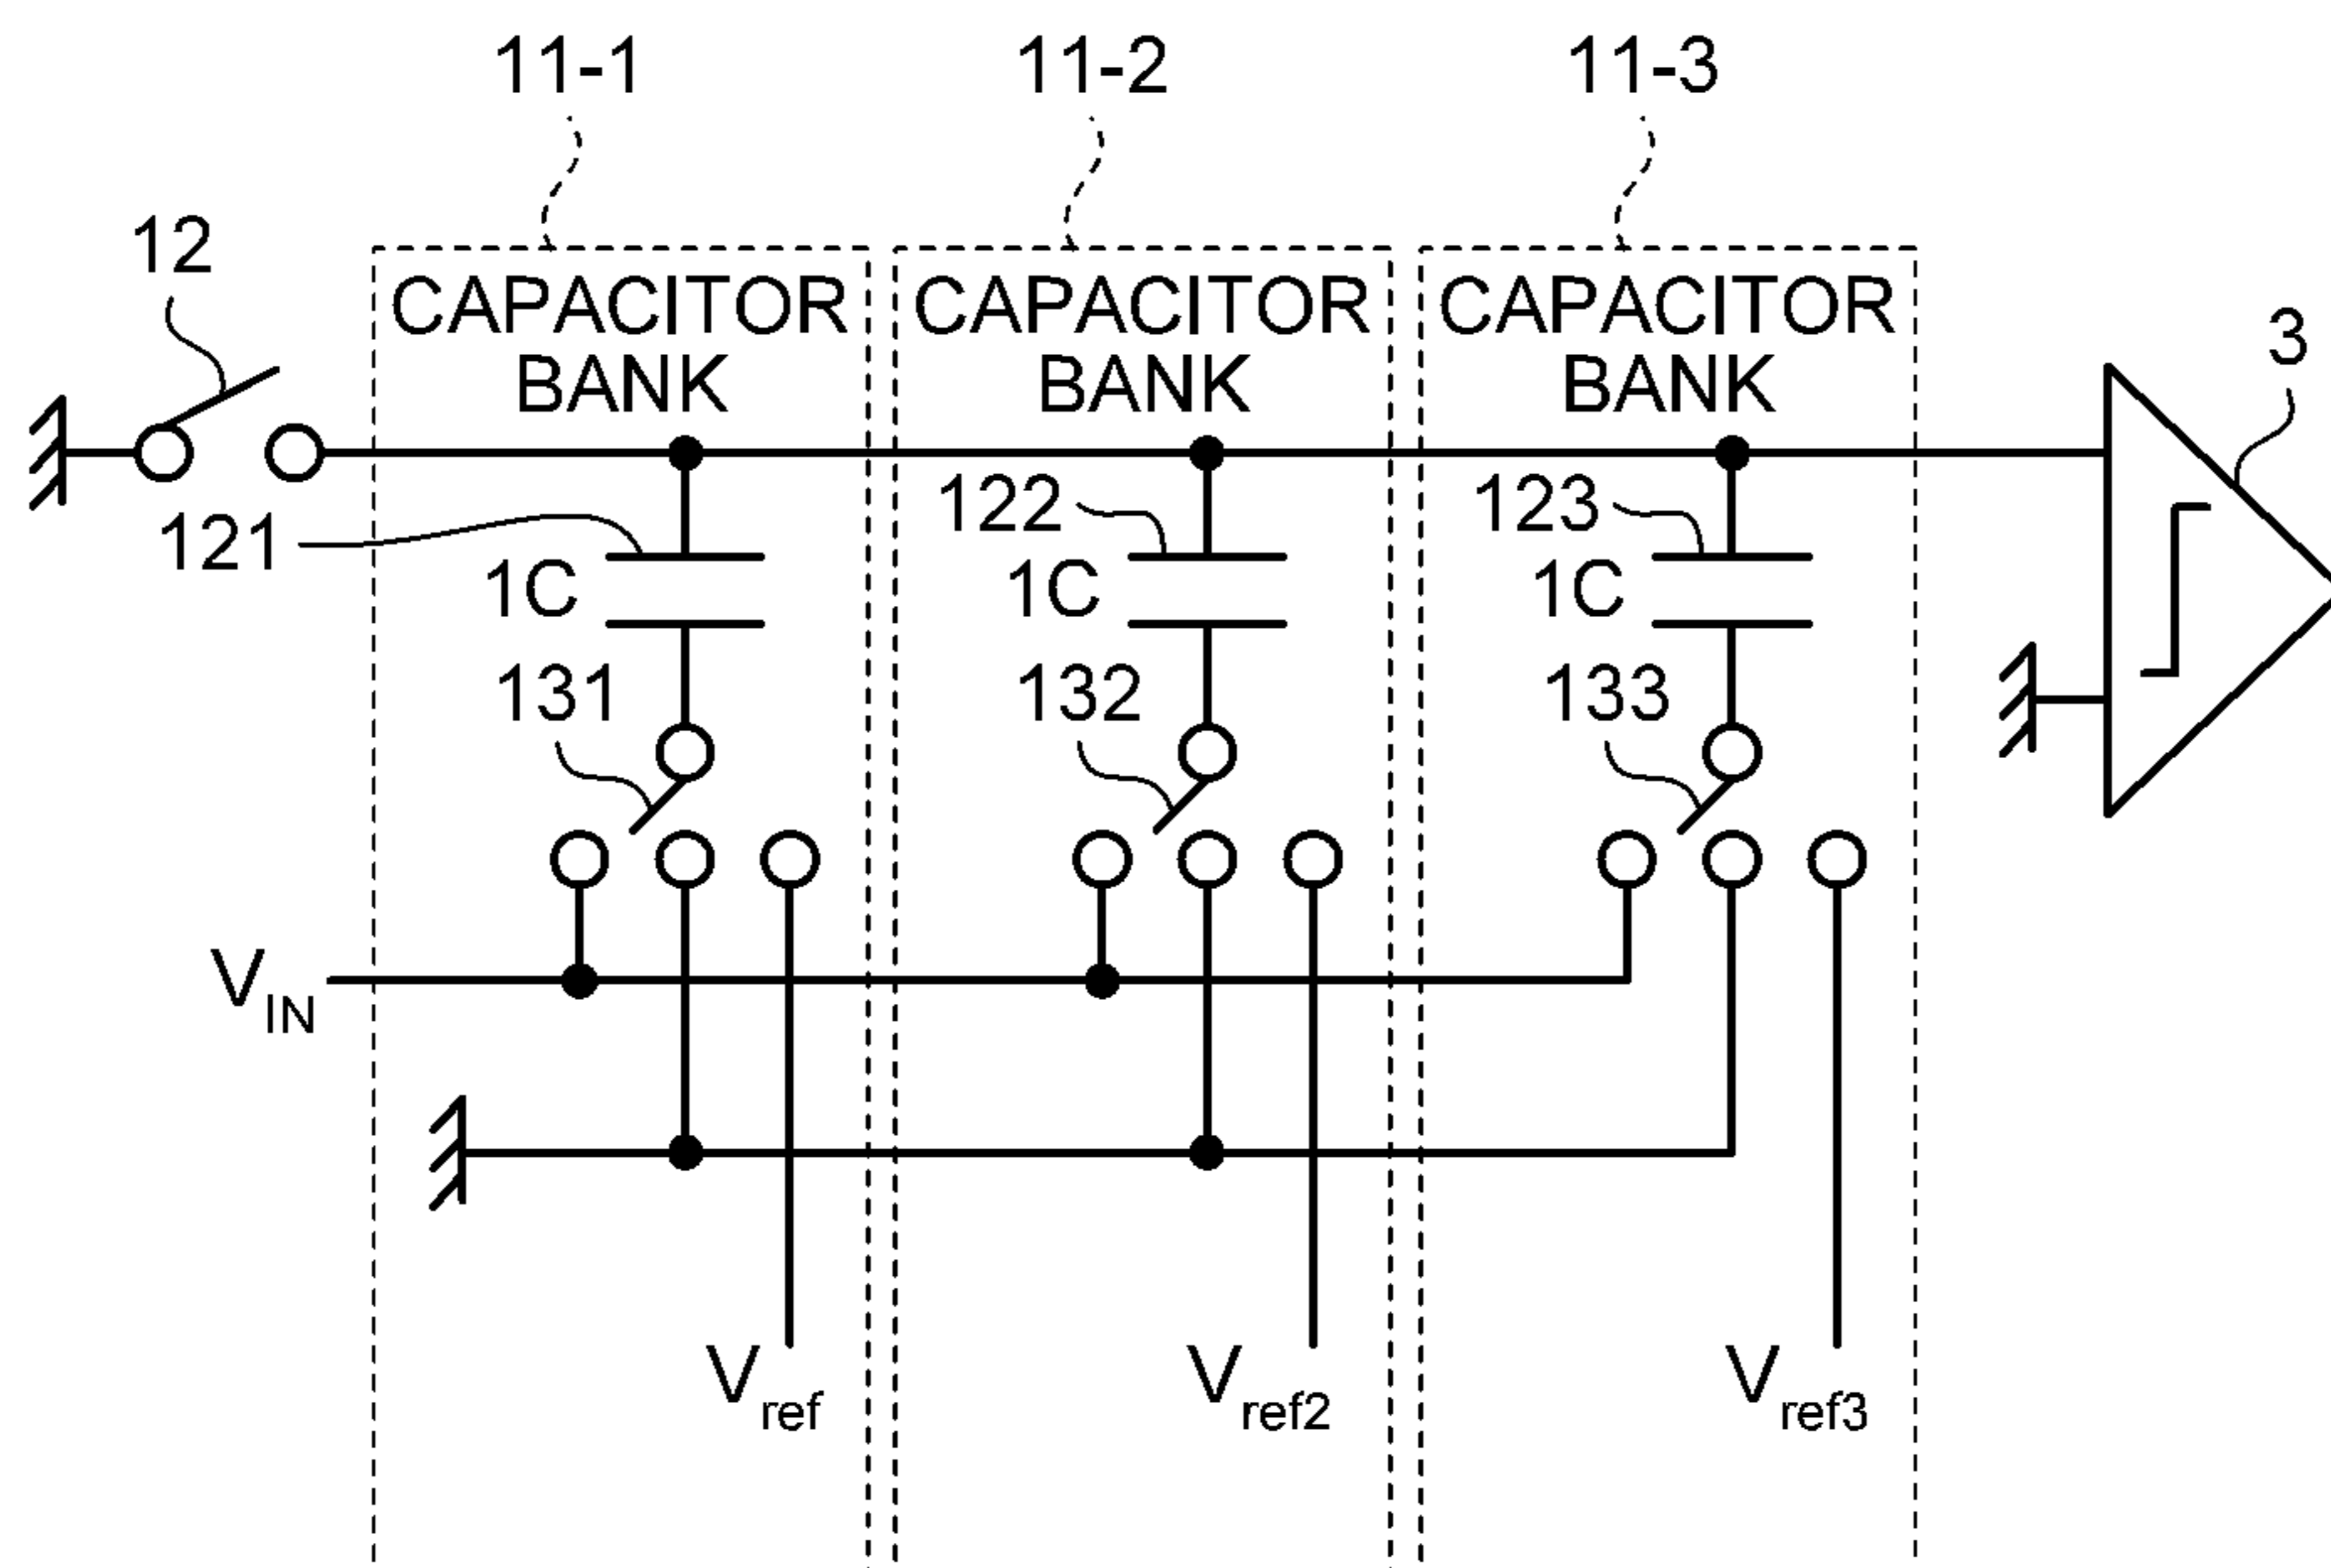 11-1
11-2
11-3
12
CAPACITOR
BANK
CAPACITOR
BANK
CAPACITOR
BANK
3
121
122
123
1C
1C
1C
131
132
133
VIN
Vref
Vref2
Vref3